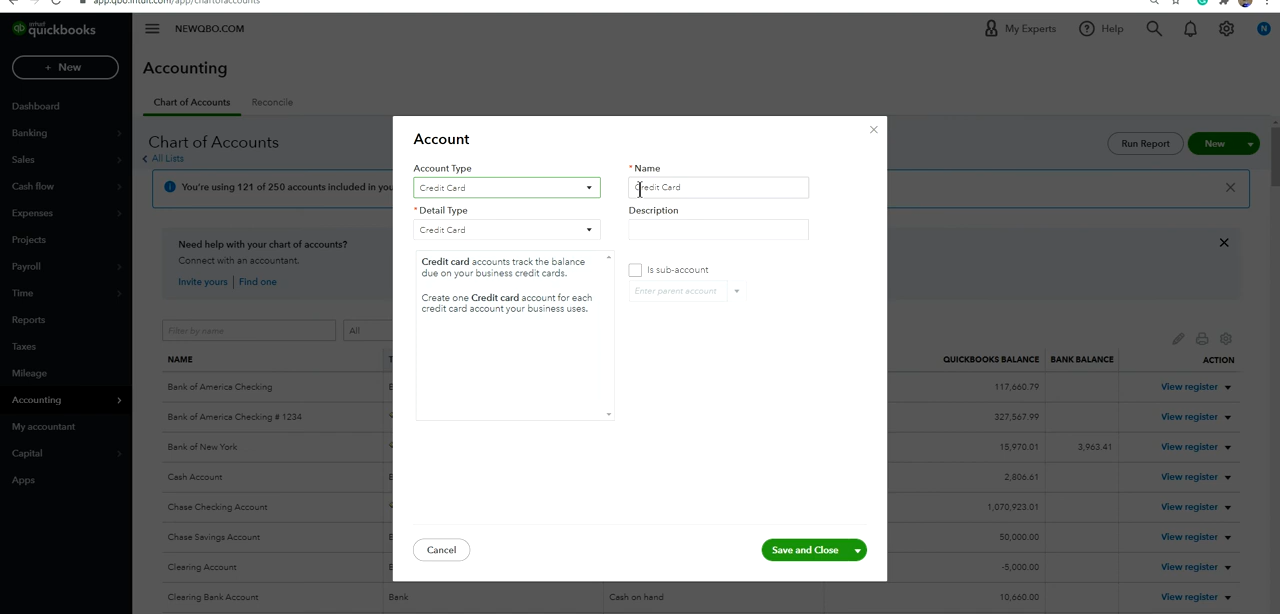 app.qbo.intuit.com/app/chartofaccounts
intuit
qb quickbooks
NEWQBO.COM
My Experts
Help
N
+ New
Accounting
Dashboard
Chart of Accounts
Reconcile
Banking
Sales
Chart of Accounts
All Lists
Run Report
New
Cash flow
You're using 121 of 250 accounts included in you
Expenses
Projects
Need help with your chart of accounts?
Connect with an accountant.
Payroll
Invite yours | Find one
Time
Reports
Filter by name
All
Taxes
NAME
T
QUICKBOOKS BALANCE
BANK BALANCE
ACTION
Mileage
Bank of America Checking
B
117,660.79
View register
Accounting
Bank of America Checking # 1234
327,567.99
View register
My accountant
Bank of New York
15,970.01
3,963.41
View register
Capital
Cash Account
B
2,806.61
View register
Apps
Chase Checking Account
1,070,923.01
View register
Chase Savings Account
B
50,000.00
View register
Clearing Account
B
-5,000.00
View register
Clearing Bank Account
Bank
Cash on hand
10,660.00
View register
Account
Account Type
* Name
Credit Card
Credit Card
* Detail Type
Description
Credit Card
Credit card accounts track the balance
due on your business credit cards.
Create one Credit card account for each
credit card account your business uses.
Is sub-account
Enter parent account
Cancel
Save and Close